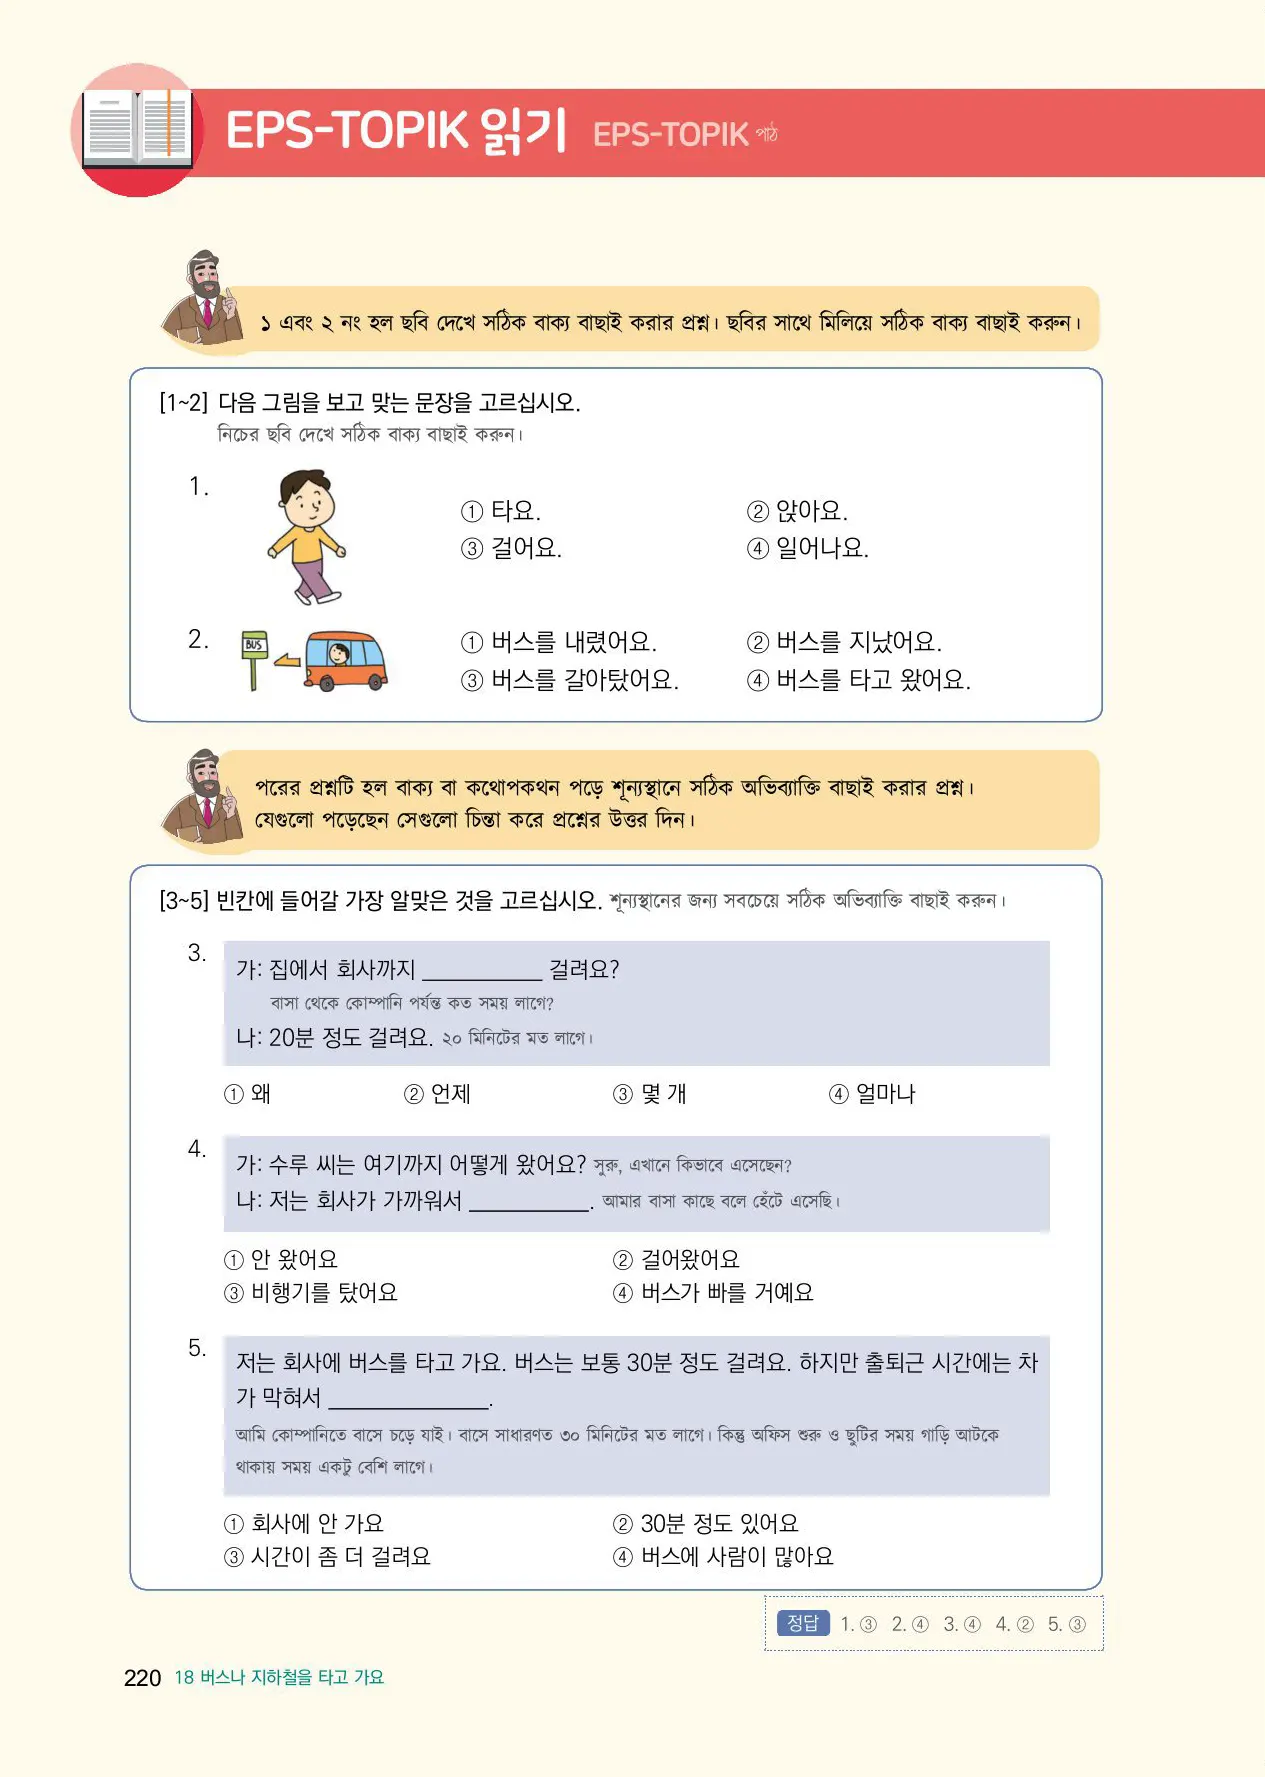 EPS-TOPIK 읽기 EPS-TOPIK পাঠ
১ এবং ২ নং হল ছবি দেখে সঠিক বাক্য বাছাই করার প্রশ্ন। ছবির সাথে মিলিয়ে সঠিক বাক্য বাছাই করুন।
[1~2] 다음 그림을 보고 맞는 문장을 고르십시오.
নিচের ছবি দেখে সঠিক বাক্য বাছাই করুন।
1.
① 타요. ② 앉아요.
③ 걸어요. ④ 일어나요.
2.
BUS
① 버스를 내렸어요. ② 버스를 지났어요.
③ 버스를 갈아탔어요. ④ 버스를 타고 왔어요.
পরের প্রশ্নটি হল বাক্য বা কথোপকথন পড়ে শূন্যস্থানে সঠিক অভিব্যাক্তি বাছাই করার প্রশ্ন।
যেগুলো পড়েছেন সেগুলো চিন্তা করে প্রশ্নের উত্তর দিন।
[3~5] 빈칸에 들어갈 가장 알맞은 것을 고르십시오. শূন্যস্থানের জন্য সবচেয়ে সঠিক অভিব্যাক্তি বাছাই করুন।
3.
가: 집에서 회사까지 ___________ 걸려요?
বাসা থেকে কোম্পানি পর্যন্ত কত সময় লাগে?
나: 20분 정도 걸려요. ২০ মিনিটের মত লাগে।
① 왜 ② 언제 ③ 몇 개 ④ 얼마나
4.
가: 수루 씨는 여기까지 어떻게 왔어요? সুরু, এখানে কিভাবে এসেছেন?
나: 저는 회사가 가까워서 ___________. আমার বাসা কাছে বলে হেঁটে এসেছি।
① 안 왔어요 ② 걸어왔어요
③ 비행기를 탔어요 ④ 버스가 빠를 거예요
5.
저는 회사에 버스를 타고 가요. 버스는 보통 30분 정도 걸려요. 하지만 출퇴근 시간에는 차
가 막혀서 ______________.
আমি কোম্পানিতে বাসে চড়ে যাই। বাসে সাধারণত ৩০ মিনিটের মত লাগে। কিন্তু অফিস শুরু ও ছুটির সময় গাড়ি আটকে
থাকায় সময় একটু বেশি লাগে।
① 회사에 안 가요 ② 30분 정도 있어요
③ 시간이 좀 더 걸려요 ④ 버스에 사람이 많아요
정답 1. ③ 2. ④ 3. ④ 4. ② 5. ③
220 18 버스나 지하철을 타고 가요